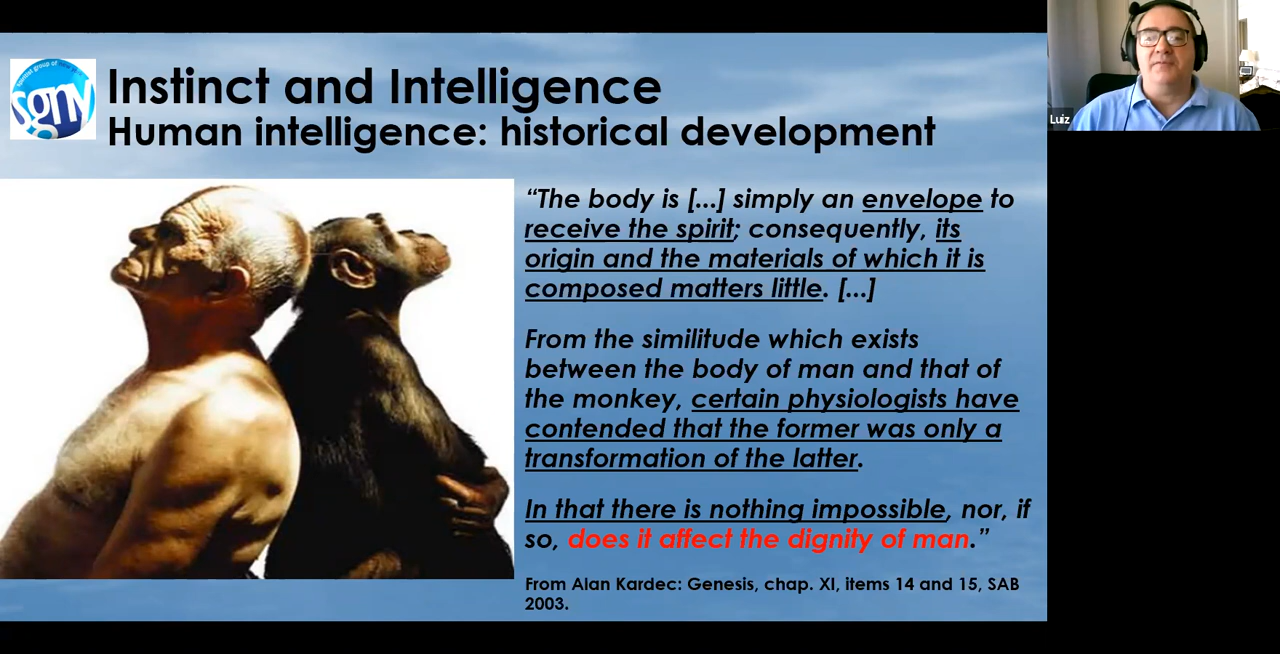 Instinct and Intelligence
Human intelligence: historical development
“The body is [...] simply an envelope to
receive the spirit; consequently, its
origin and the materials of which it is
composed matters little. [...]
From the similitude which exists
between the body of man and that of
the monkey, certain physiologists have
contended that the former was only a
transformation of the latter.
In that there is nothing impossible, nor, if
so, does it affect the dignity of man.”
From Alan Kardec: Genesis, chap. XI, items 14 and 15, SAB
2003.
sgny
Luiz